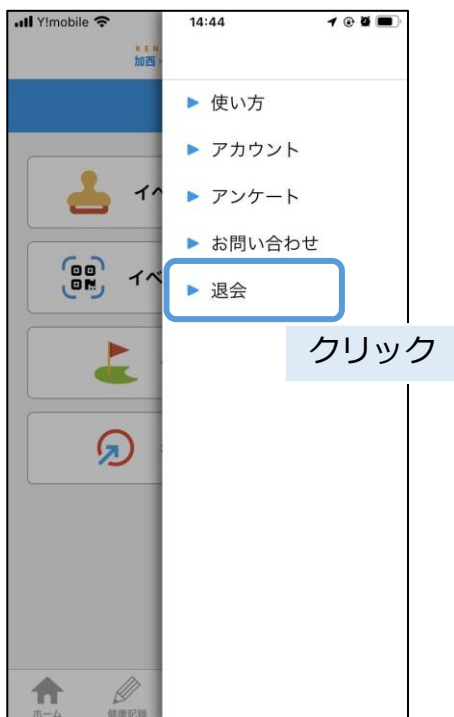 Y!mobile 14:44
KEN
加西
使い方
アカウント
イベ
アンケート
お問い合わせ
イベ
退会
クリック
ホーム 健康記録